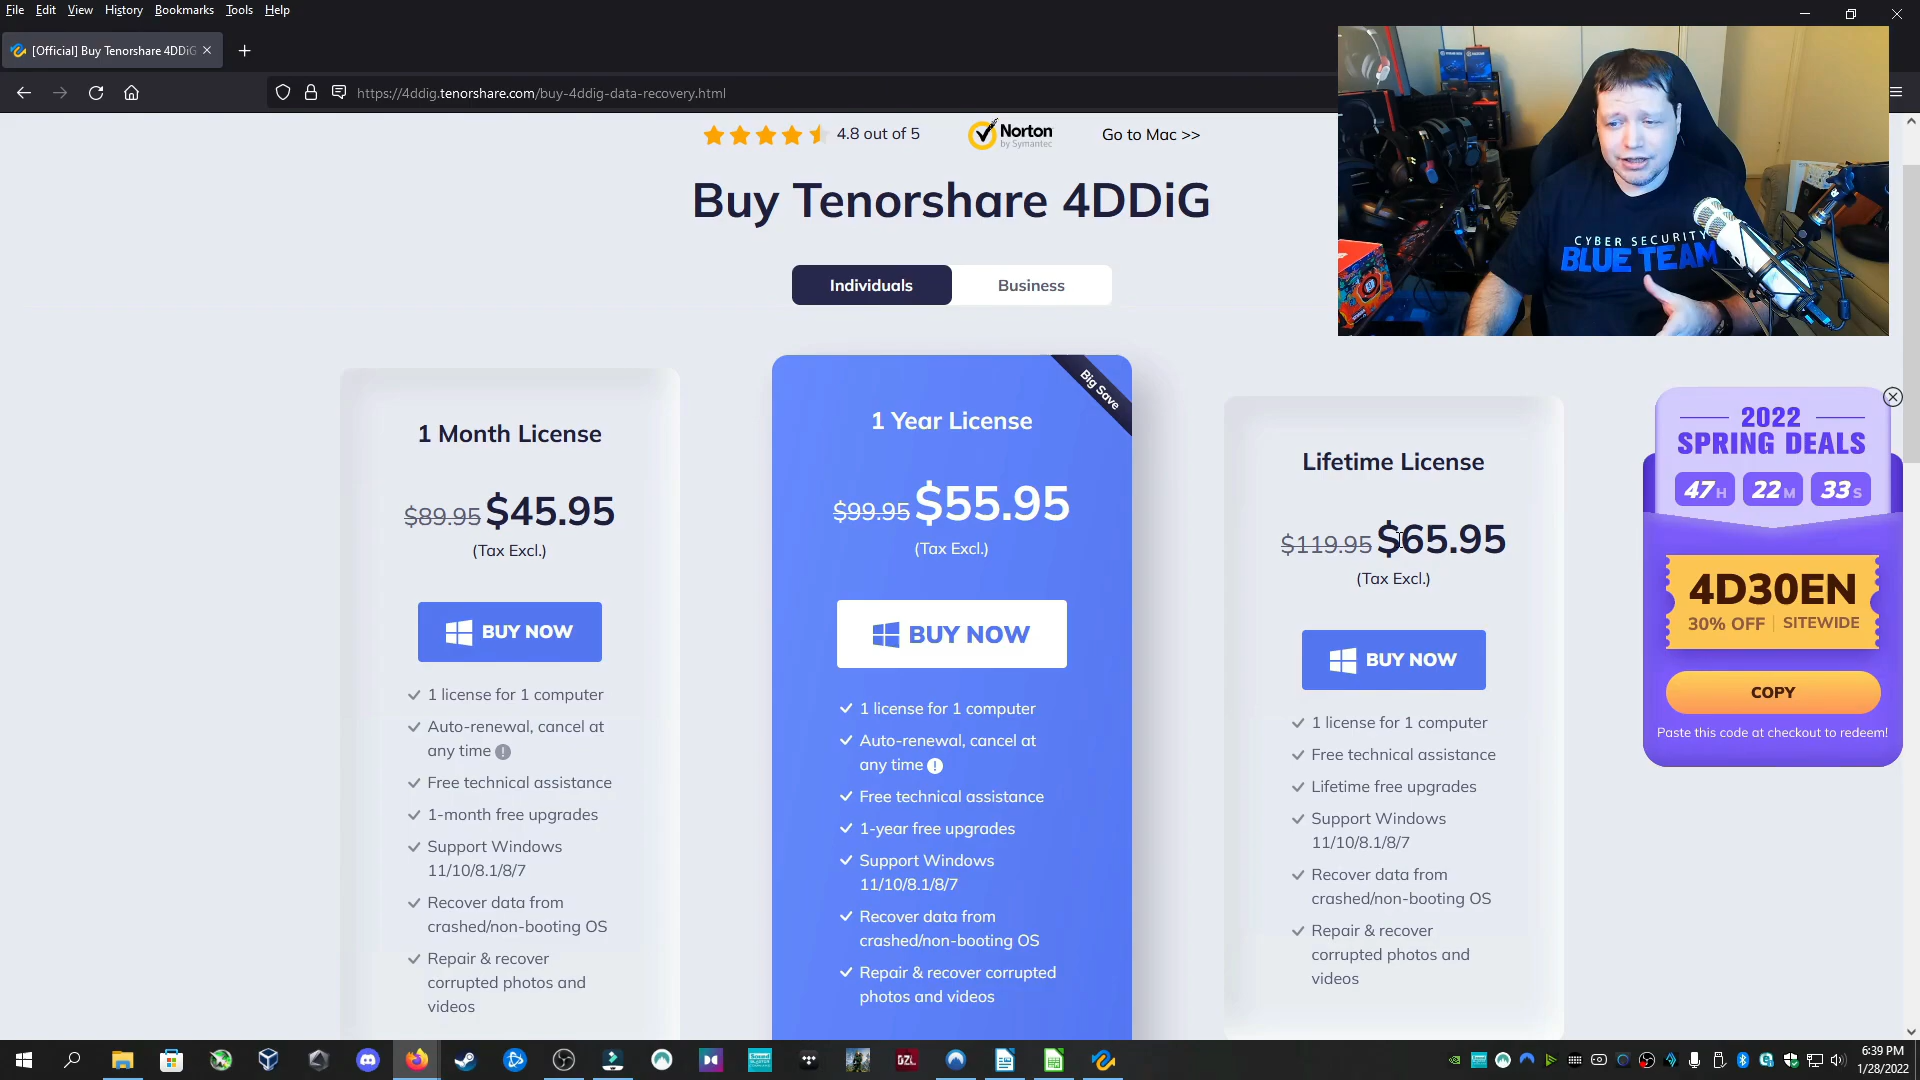 File Edit View History Bookmarks Tools Help
[Official] Buy Tenorshare 4DDiG
https://4ddig.tenorshare.com/buy-4ddig-data-recovery.html
4.8 out of 5
Norton
by Symantec
Go to Mac >>
Buy Tenorshare 4DDiG
Individuals
Business
CYBER SECURITY
BLUE TEAM
1 Month License
$89.95 $45.95
(Tax Excl.)
BUY NOW
1 license for 1 computer
Auto-renewal, cancel at
any time
Free technical assistance
1-month free upgrades
Support Windows
11/10/8.1/8/7
Recover data from
crashed/non-booting OS
Repair & recover
corrupted photos and
videos
Big Save
1 Year License
$99.95 $55.95
(Tax Excl.)
BUY NOW
1 license for 1 computer
Auto-renewal, cancel at
any time
Free technical assistance
1-year free upgrades
Support Windows
11/10/8.1/8/7
Recover data from
crashed/non-booting OS
Repair & recover corrupted
photos and videos
Lifetime License
$119.95 $65.95
(Tax Excl.)
BUY NOW
1 license for 1 computer
Free technical assistance
Lifetime free upgrades
Support Windows
11/10/8.1/8/7
Recover data from
crashed/non-booting OS
Repair & recover
corrupted photos and
videos
2022
SPRING DEALS
47 H 22 M 33 S
4D30EN
30% OFF | SITEWIDE
COPY
Paste this code at checkout to redeem!
DZL
6:39 PM
1/28/2022